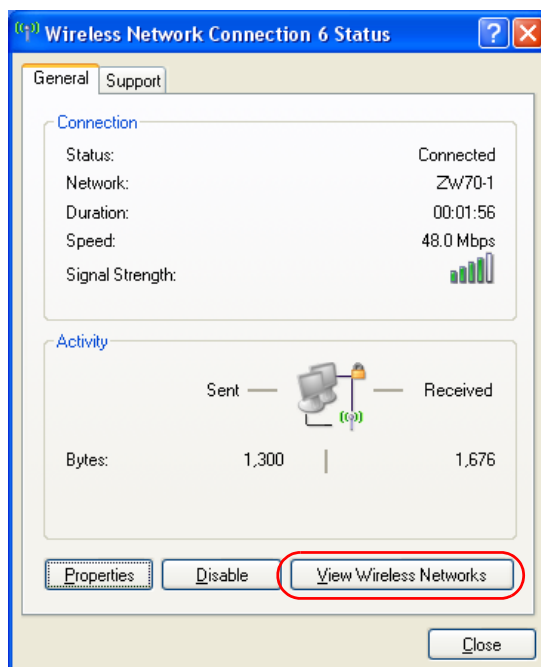 Wireless Network Connection 6 Status
General Support
Connection
Status: Connected
Network: ZW70-1
Duration: 00:01:56
Speed: 48.0 Mbps
Signal Strength:
Activity
Sent Received
Bytes: 1,300 1,676
Properties Disable View Wireless Networks
Close